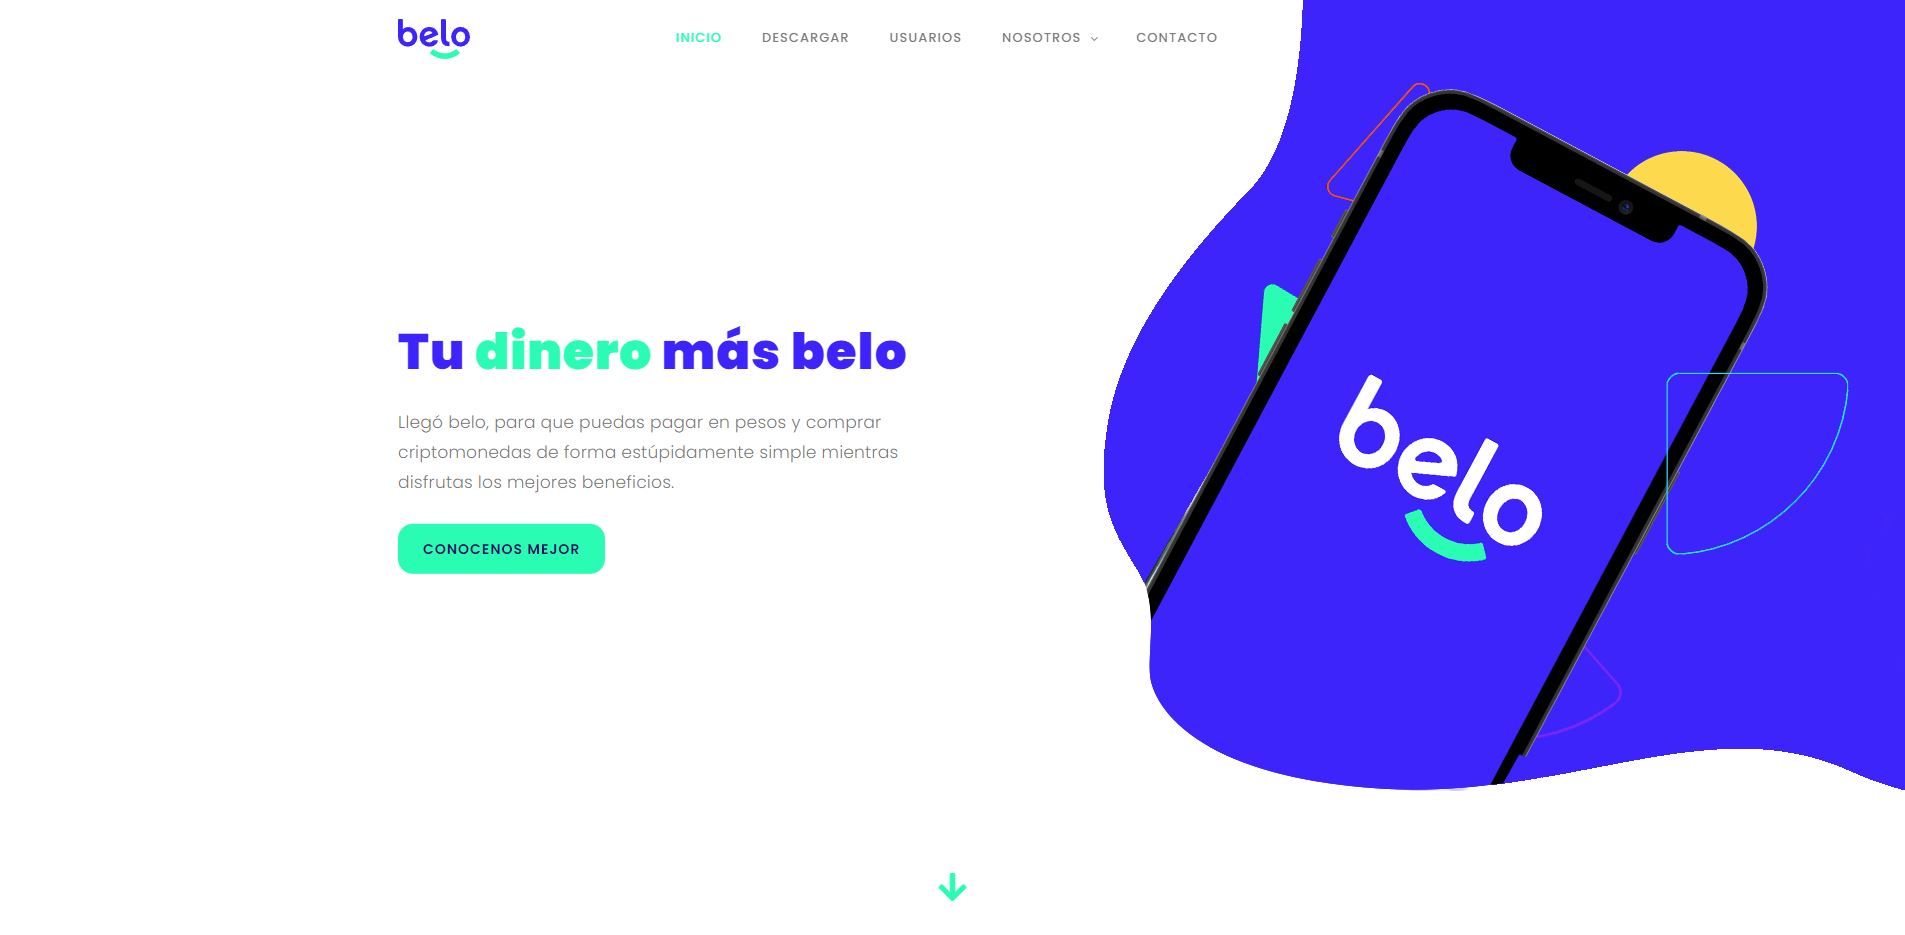 belo
INICIO DESCARGAR USUARIOS NOSOTROS CONTACTO
Tu dinero más belo
Llegó belo, para que puedas pagar en pesos y comprar
criptomonedas de forma estúpidamente simple mientras
disfrutas los mejores beneficios.
CONOCENOS MEJOR
belo